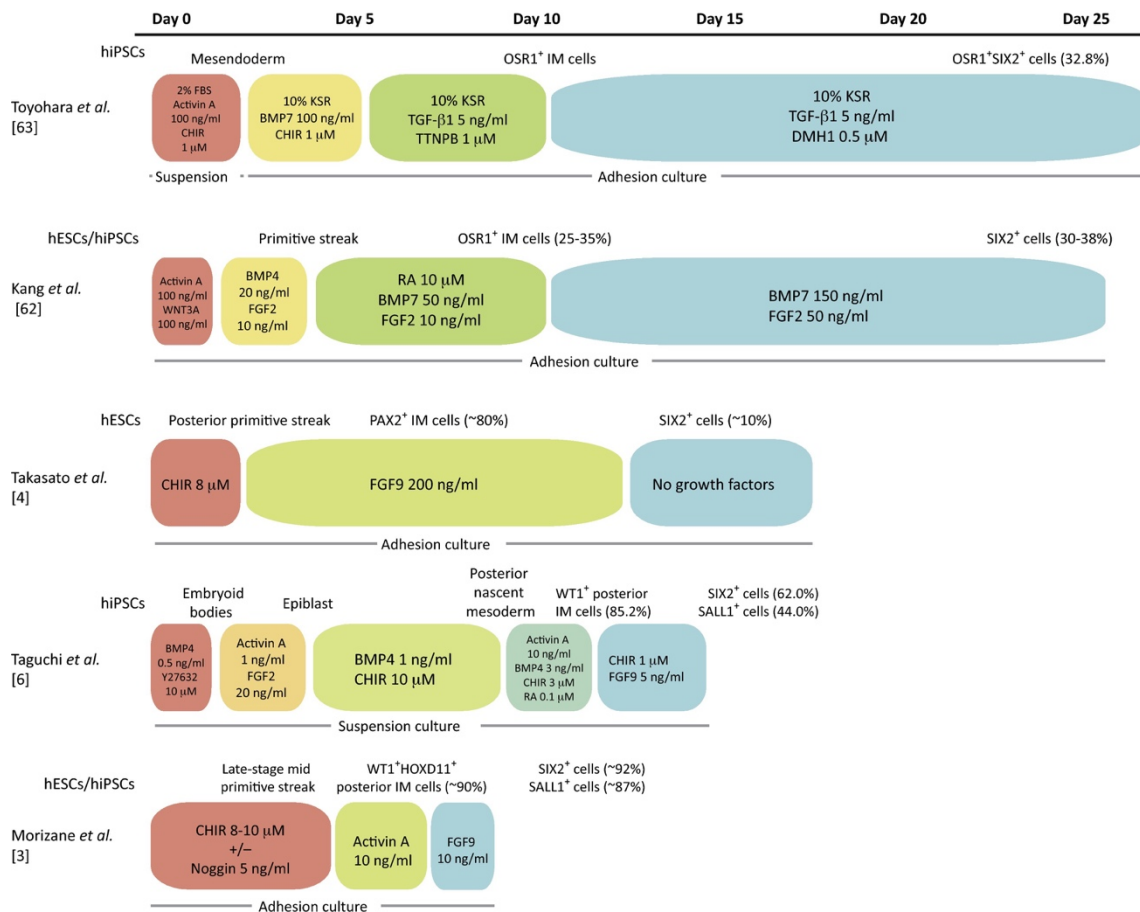 Day 0 Day 5 Day 10 Day 15 Day 20 Day 25
hiPSCs
Mesendoderm
OSR1⁺ IM cells
OSR1⁺SIX2⁺ cells (32.8%)
Toyohara et al.
[63]
2% FBS
Activin A
100 ng/ml
CHIR
1 μM
10% KSR
BMP7 100 ng/ml
CHIR 1 μM
10% KSR
TGF-β1 5 ng/ml
TTNPB 1 μM
10% KSR
TGF-β1 5 ng/ml
DMH1 0.5 μM
Suspension
Adhesion culture
hESCs/hiPSCs
Primitive streak
OSR1⁺ IM cells (25-35%)
SIX2⁺ cells (30-38%)
Kang et al.
[62]
Activin A
100 ng/ml
WNT3A
100 ng/ml
BMP4
20 ng/ml
FGF2
10 ng/ml
RA 10 μM
BMP7 50 ng/ml
FGF2 10 ng/ml
BMP7 150 ng/ml
FGF2 50 ng/ml
Adhesion culture
hESCs
Posterior primitive streak
PAX2⁺ IM cells (~80%)
SIX2⁺ cells (~10%)
Takasato et al.
[4]
CHIR 8 μM
FGF9 200 ng/ml
No growth factors
Adhesion culture
hiPSCs
Embryoid
bodies
Epiblast
Posterior
nascent
mesoderm
WT1⁺ posterior
IM cells (85.2%)
SIX2⁺ cells (62.0%)
SALL1⁺ cells (44.0%)
Taguchi et al.
[6]
BMP4
0.5 ng/ml
Y27632
10 μM
Activin A
1 ng/ml
FGF2
20 ng/ml
BMP4 1 ng/ml
CHIR 10 μM
Activin A
10 ng/ml
BMP4 3 ng/ml
CHIR 3 μM
RA 0.1 μM
CHIR 1 μM
FGF9 5 ng/ml
Suspension culture
hESCs/hiPSCs
Late-stage mid
primitive streak
WT1⁺HOXD11⁺
posterior IM cells (~90%)
SIX2⁺ cells (~92%)
SALL1⁺ cells (~87%)
Morizane et al.
[3]
CHIR 8-10 μM
+/−
Noggin 5 ng/ml
Activin A
10 ng/ml
FGF9
10 ng/ml
Adhesion culture